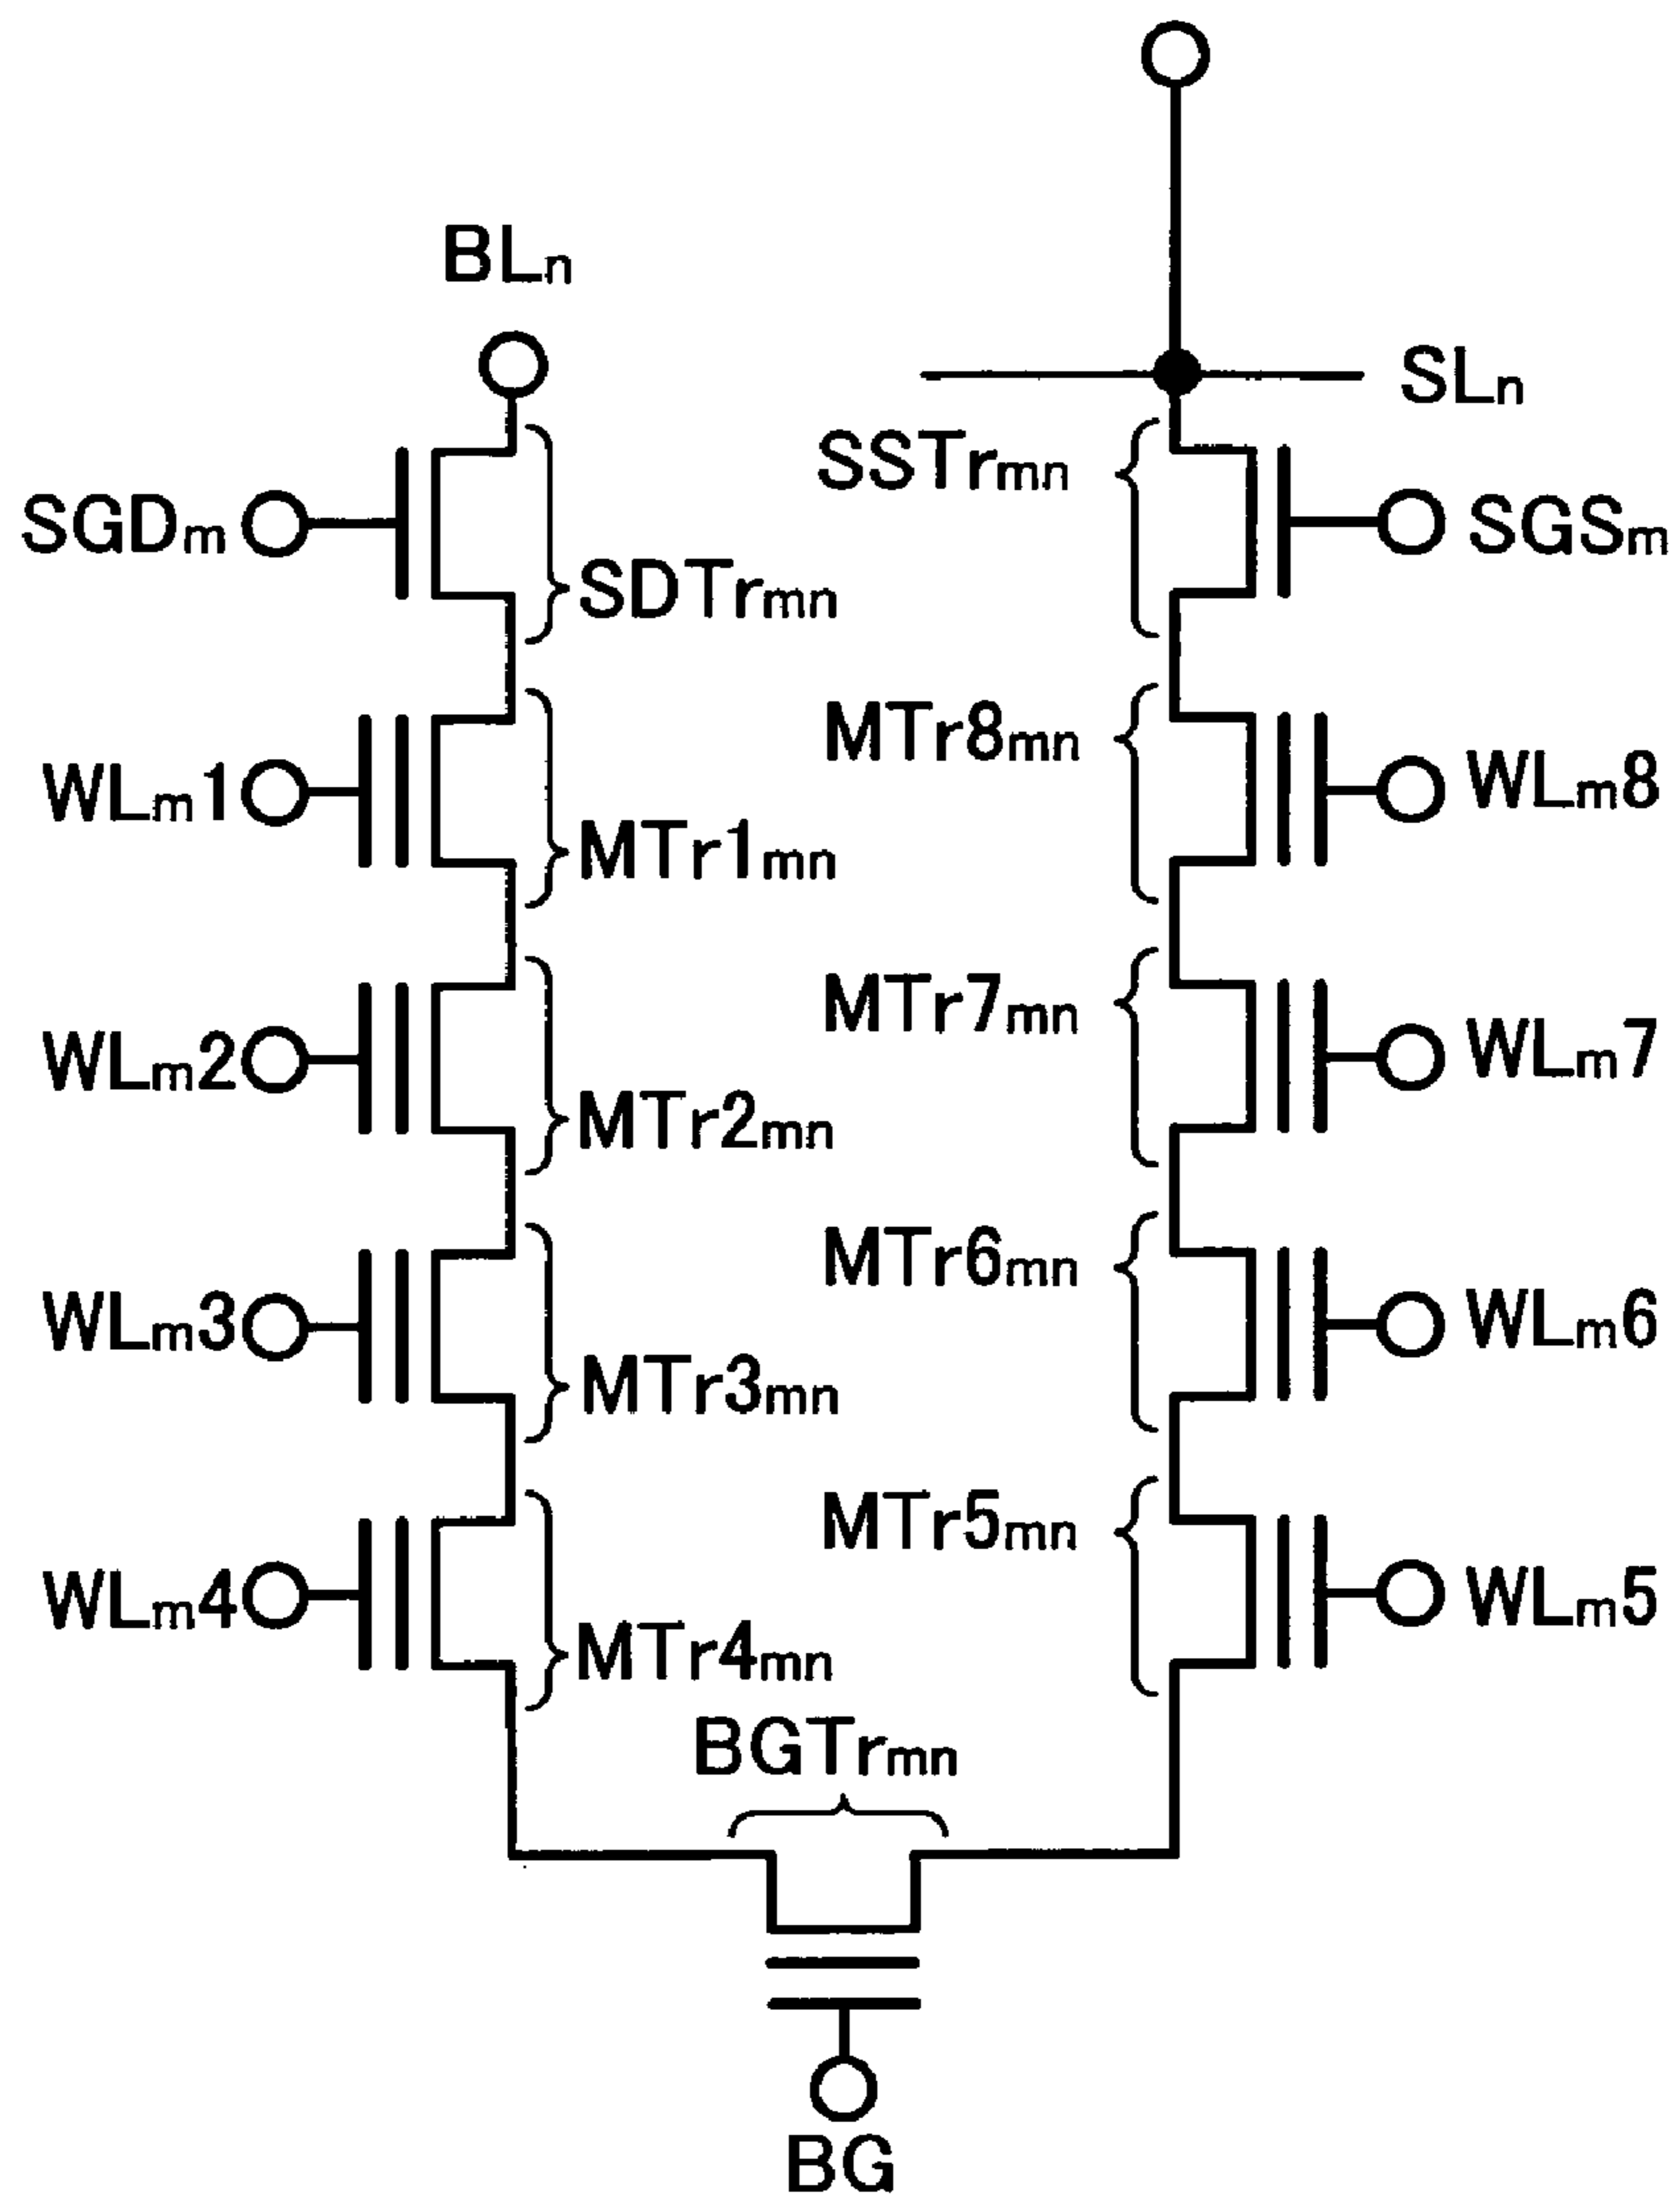 BLn
SLn
SGDm
SDTrmn
SSTrmn
SGSm
WLm1
MTr1mn
MTr8mn
WLm8
WLm2
MTr2mn
MTr7mn
WLm7
WLm3
MTr3mn
MTr6mn
WLm6
WLm4
MTr4mn
MTr5mn
WLm5
BGTrmn
BG